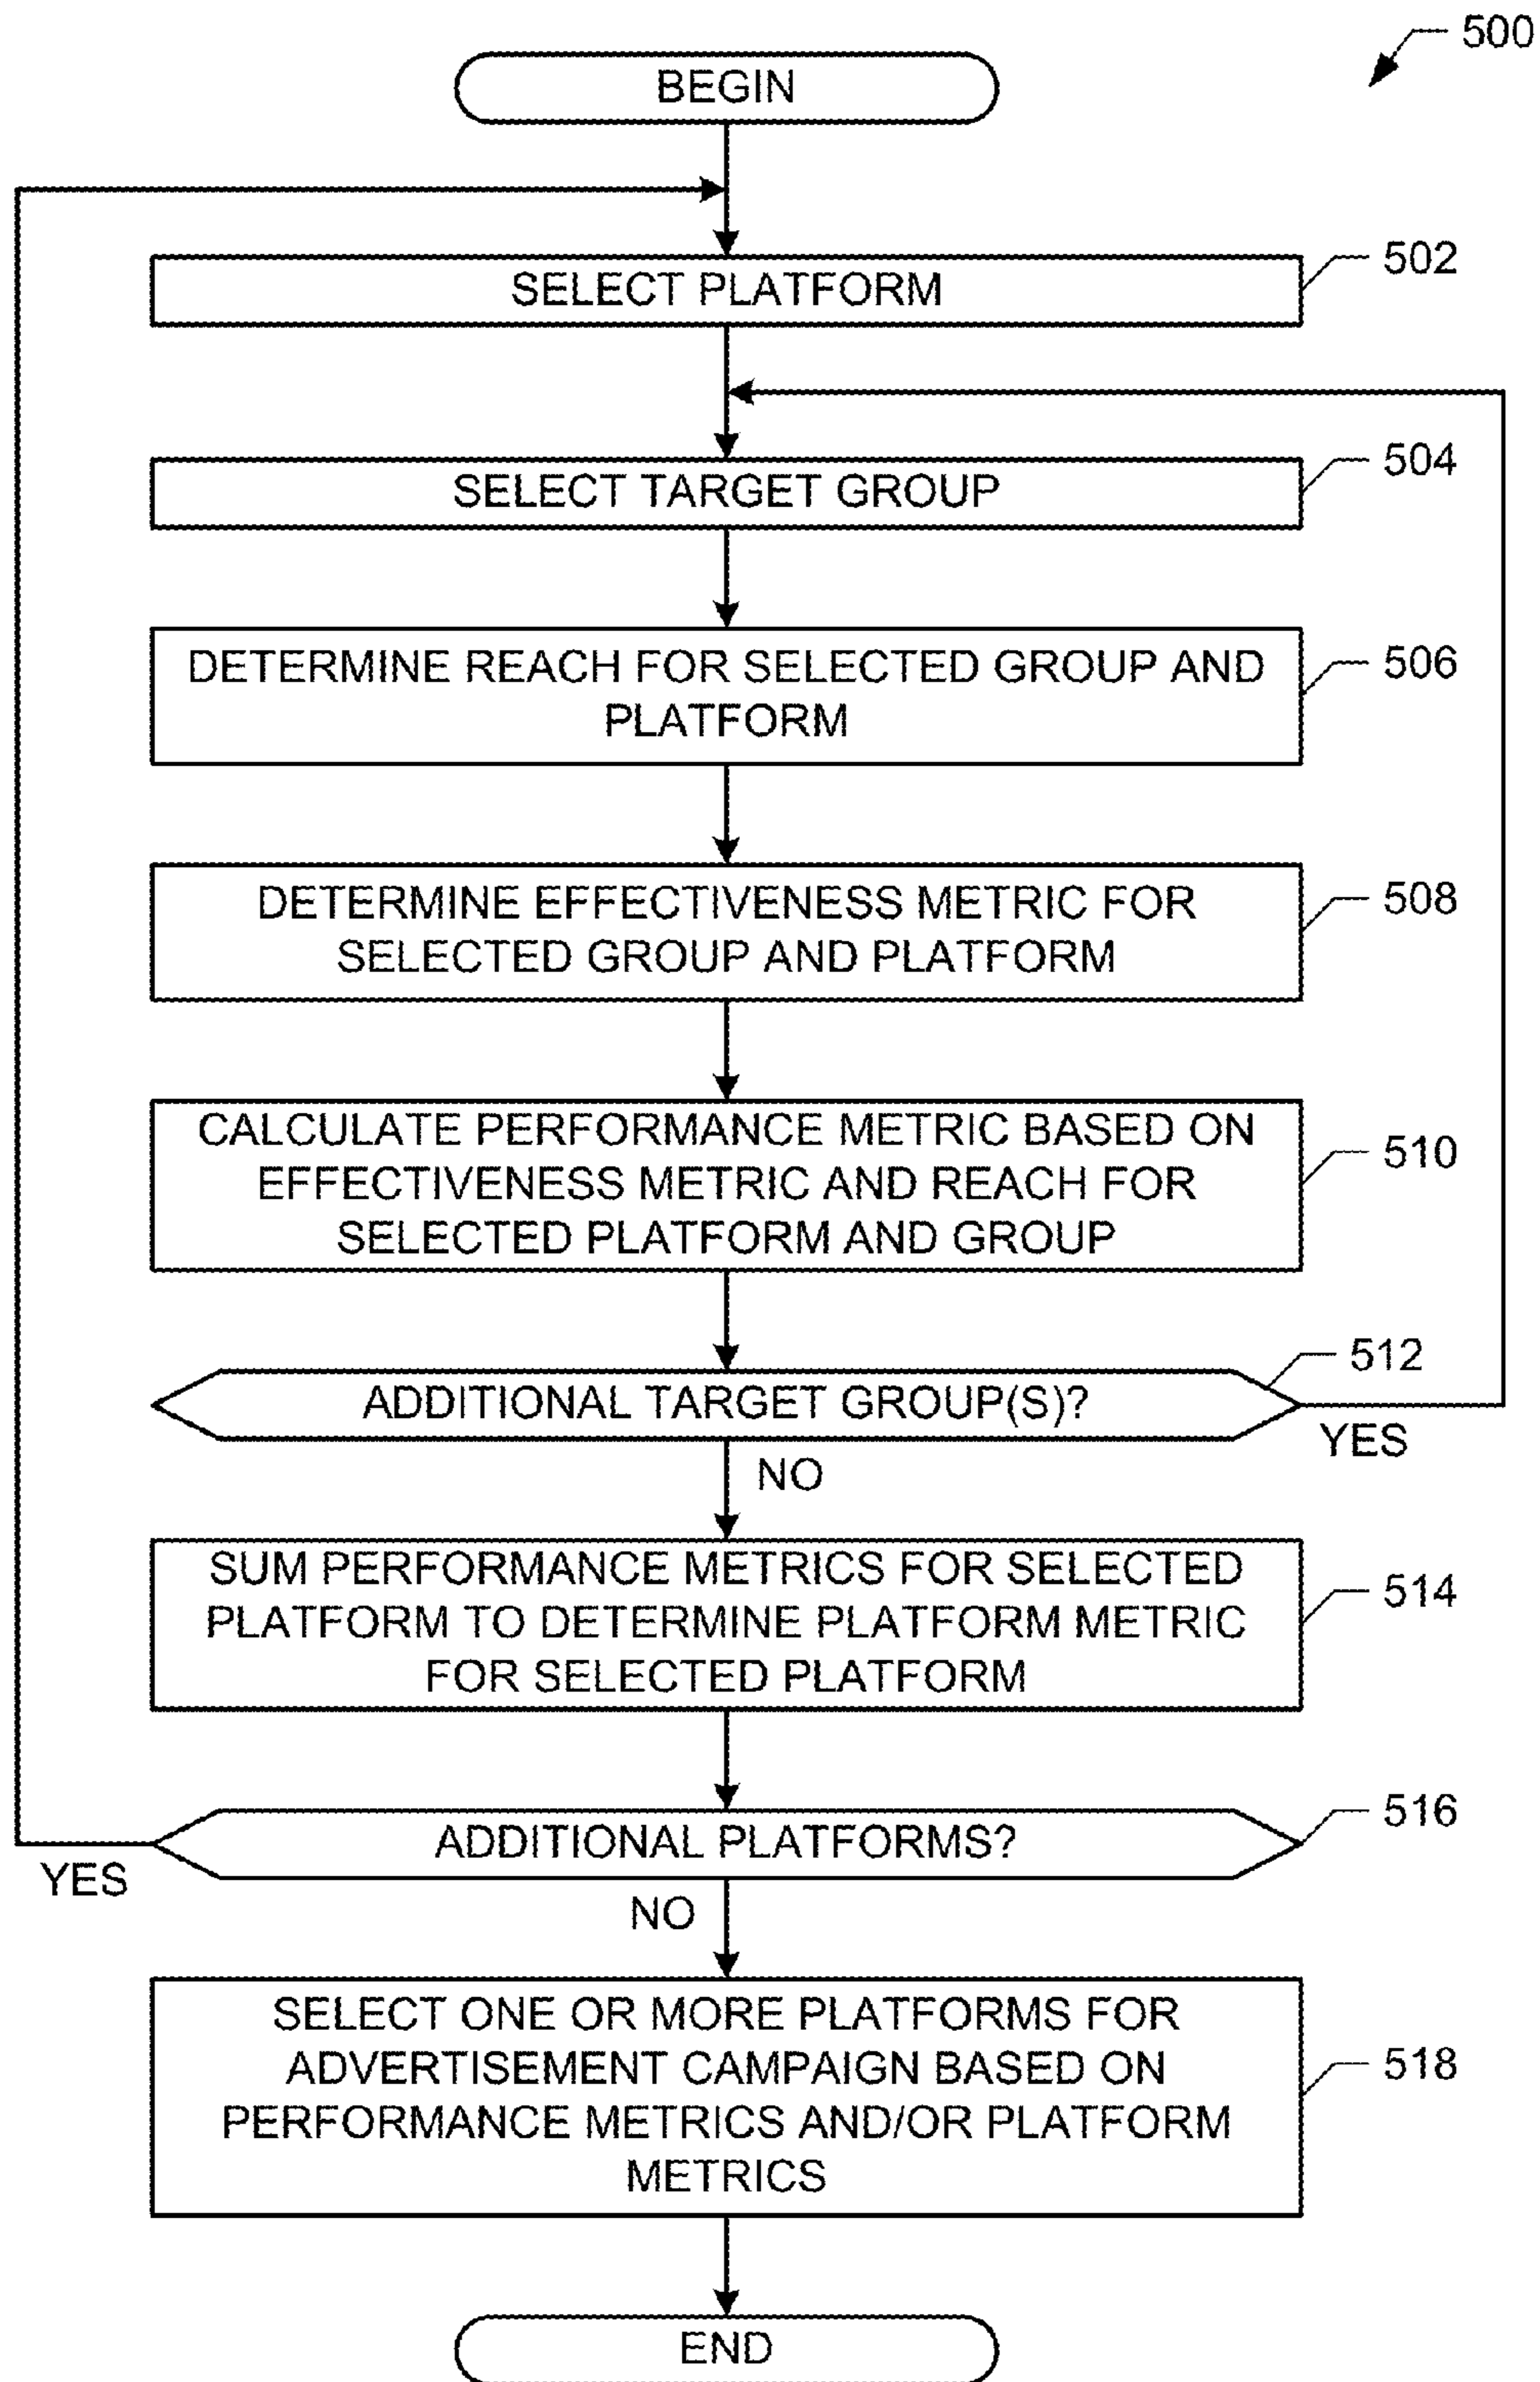 500
BEGIN
502
SELECT PLATFORM
504
SELECT TARGET GROUP
506
DETERMINE REACH FOR SELECTED GROUP AND
PLATFORM
508
DETERMINE EFFECTIVENESS METRIC FOR
SELECTED GROUP AND PLATFORM
510
CALCULATE PERFORMANCE METRIC BASED ON
EFFECTIVENESS METRIC AND REACH FOR
SELECTED PLATFORM AND GROUP
512
ADDITIONAL TARGET GROUP(S)?
YES
NO
514
SUM PERFORMANCE METRICS FOR SELECTED
PLATFORM TO DETERMINE PLATFORM METRIC
FOR SELECTED PLATFORM
516
ADDITIONAL PLATFORMS?
YES
NO
518
SELECT ONE OR MORE PLATFORMS FOR
ADVERTISEMENT CAMPAIGN BASED ON
PERFORMANCE METRICS AND/OR PLATFORM
METRICS
END